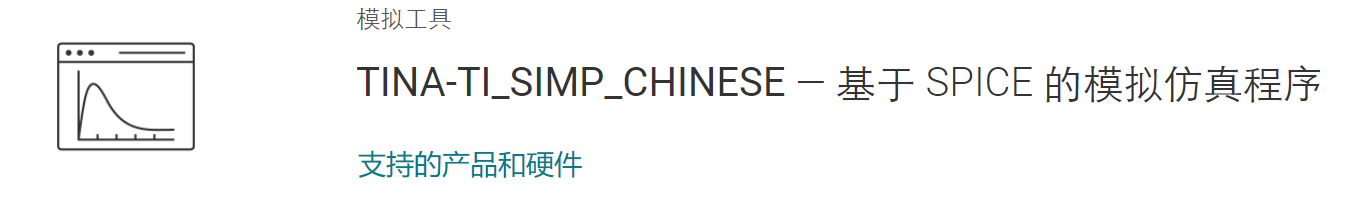 模拟工具
TINA-TI_SIMP_CHINESE — 基于 SPICE 的模拟仿真程序
支持的产品和硬件